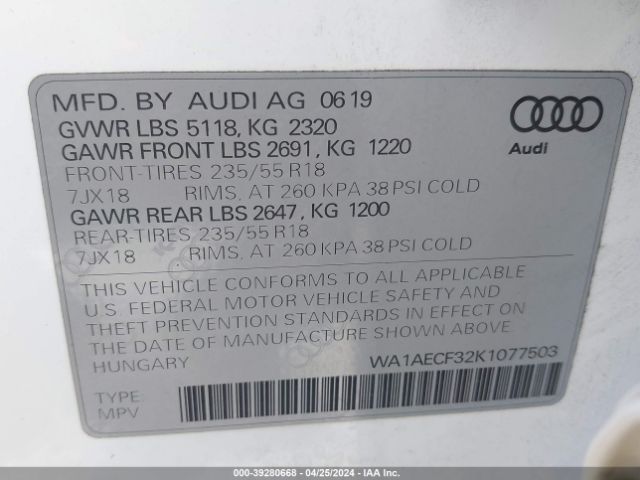 MFD. BY AUDI AG 0619
GVWR LBS 5118, KG 2320
GAWR FRONT LBS 2691, KG 1220
FRONT-TIRES 235/55 R18
7JX18 RIMS, AT 260 KPA 38 PSI COLD
GAWR REAR LBS 2647, KG 1200
REAR-TIRES 235/55 R18
7JX18 RIMS, AT 260 KPA 38 PSI COLD
Audi
THIS VEHICLE CONFORMS TO ALL APPLICABLE
U.S. FEDERAL MOTOR VEHICLE SAFETY AND
THEFT PREVENTION STANDARDS IN EFFECT ON
THE DATE OF MANUFACTURE SHOWN ABOVE.
HUNGARY WA1AECF32K1077503
TYPE:
MPV
000-39280668 - 04/25/2024 - IAA Inc.